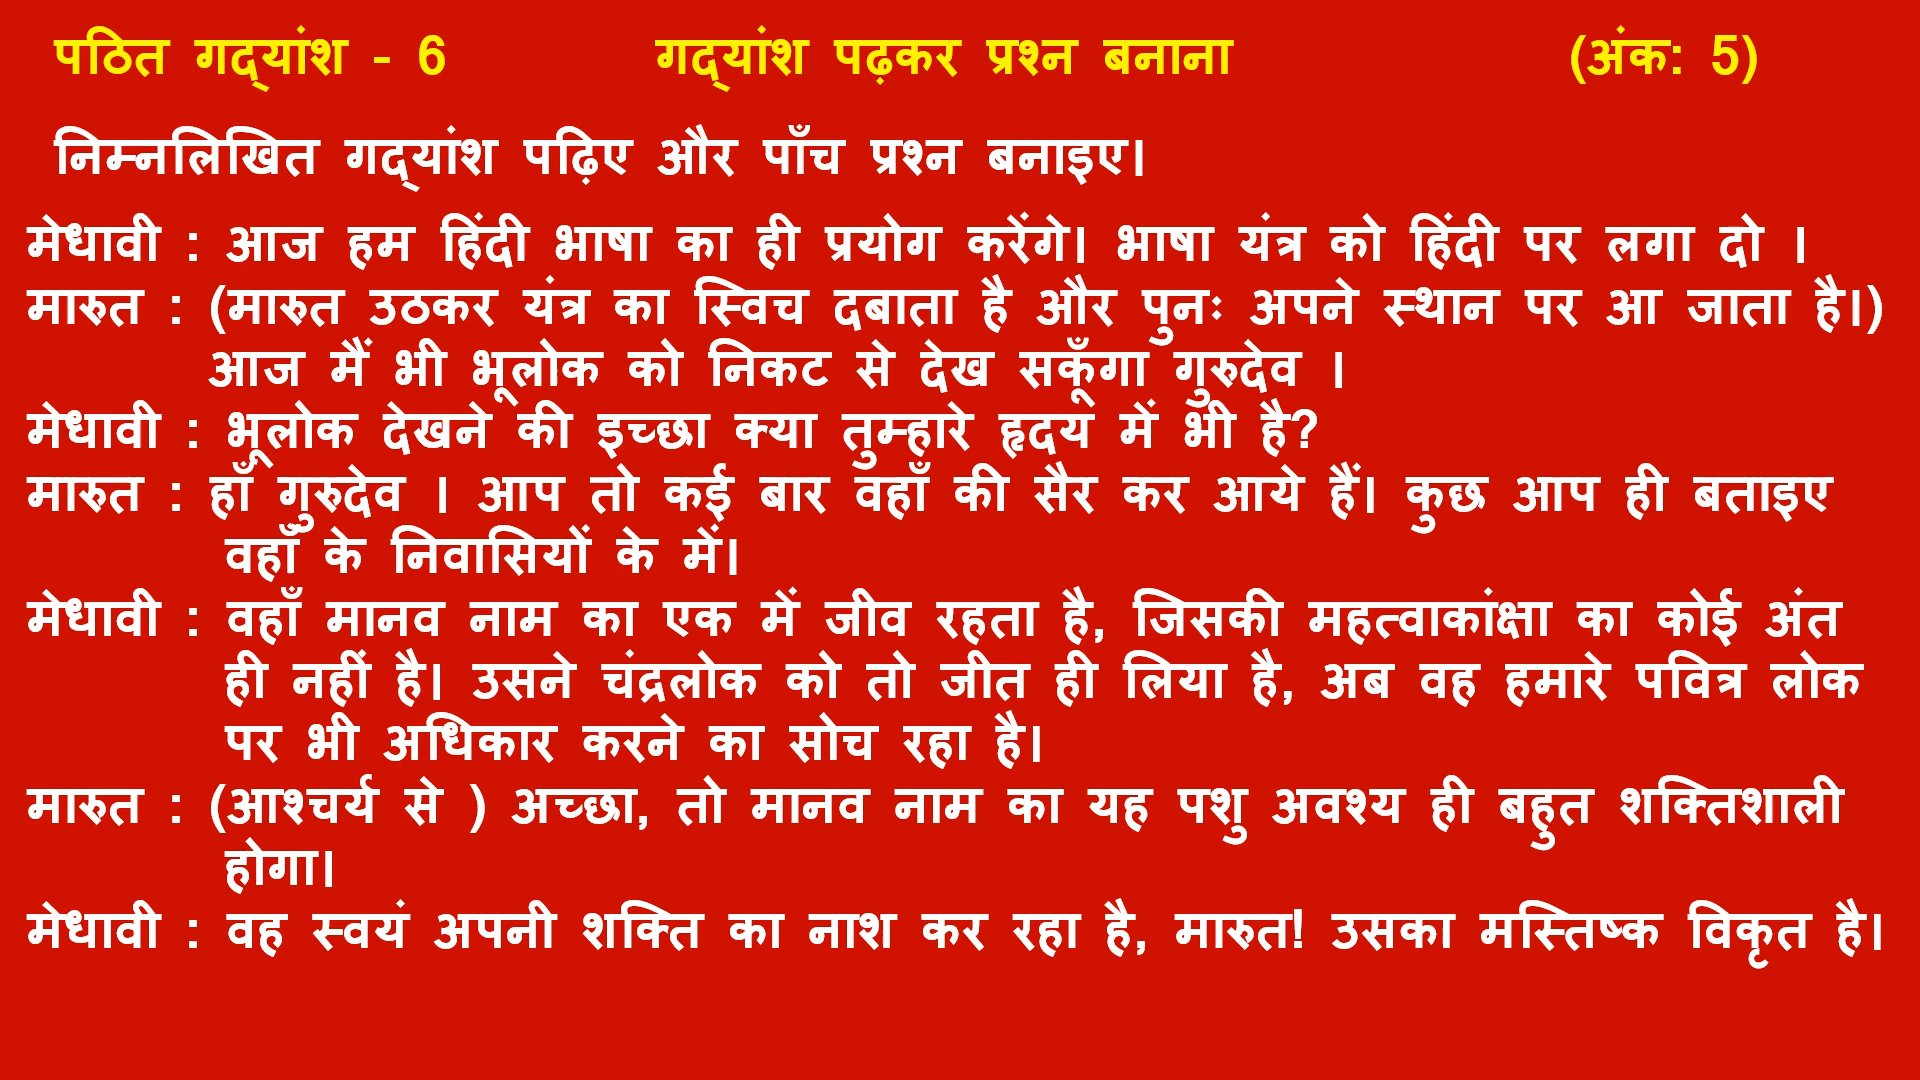 पठित गद्यांश - 6 गद्यांश पढ़कर प्रश्न बनाना (अंक: 5)
निम्नलिखित गद्यांश पढ़िए और पाँच प्रश्न बनाइए।
मेधावी : आज हम हिंदी भाषा का ही प्रयोग करेंगे। भाषा यंत्र को हिंदी पर लगा दो ।
मारुत : (मारुत उठकर यंत्र का स्विच दबाता है और पुनः अपने स्थान पर आ जाता है।)
आज मैं भी भूलोक को निकट से देख सकूँगा गुरुदेव ।
मेधावी : भूलोक देखने की इच्छा क्या तुम्हारे हृदय में भी है?
मारुत : हाँ गुरुदेव । आप तो कई बार वहाँ की सैर कर आये हैं। कुछ आप ही बताइए
वहाँ के निवासियों के में।
मेधावी : वहाँ मानव नाम का एक में जीव रहता है, जिसकी महत्वाकांक्षा का कोई अंत
ही नहीं है। उसने चंद्रलोक को तो जीत ही लिया है, अब वह हमारे पवित्र लोक
पर भी अधिकार करने का सोच रहा है।
मारुत : (आश्चर्य से ) अच्छा, तो मानव नाम का यह पशु अवश्य ही बहुत शक्तिशाली
होगा।
मेधावी : वह स्वयं अपनी शक्ति का नाश कर रहा है, मारुत! उसका मस्तिष्क विकृत है।